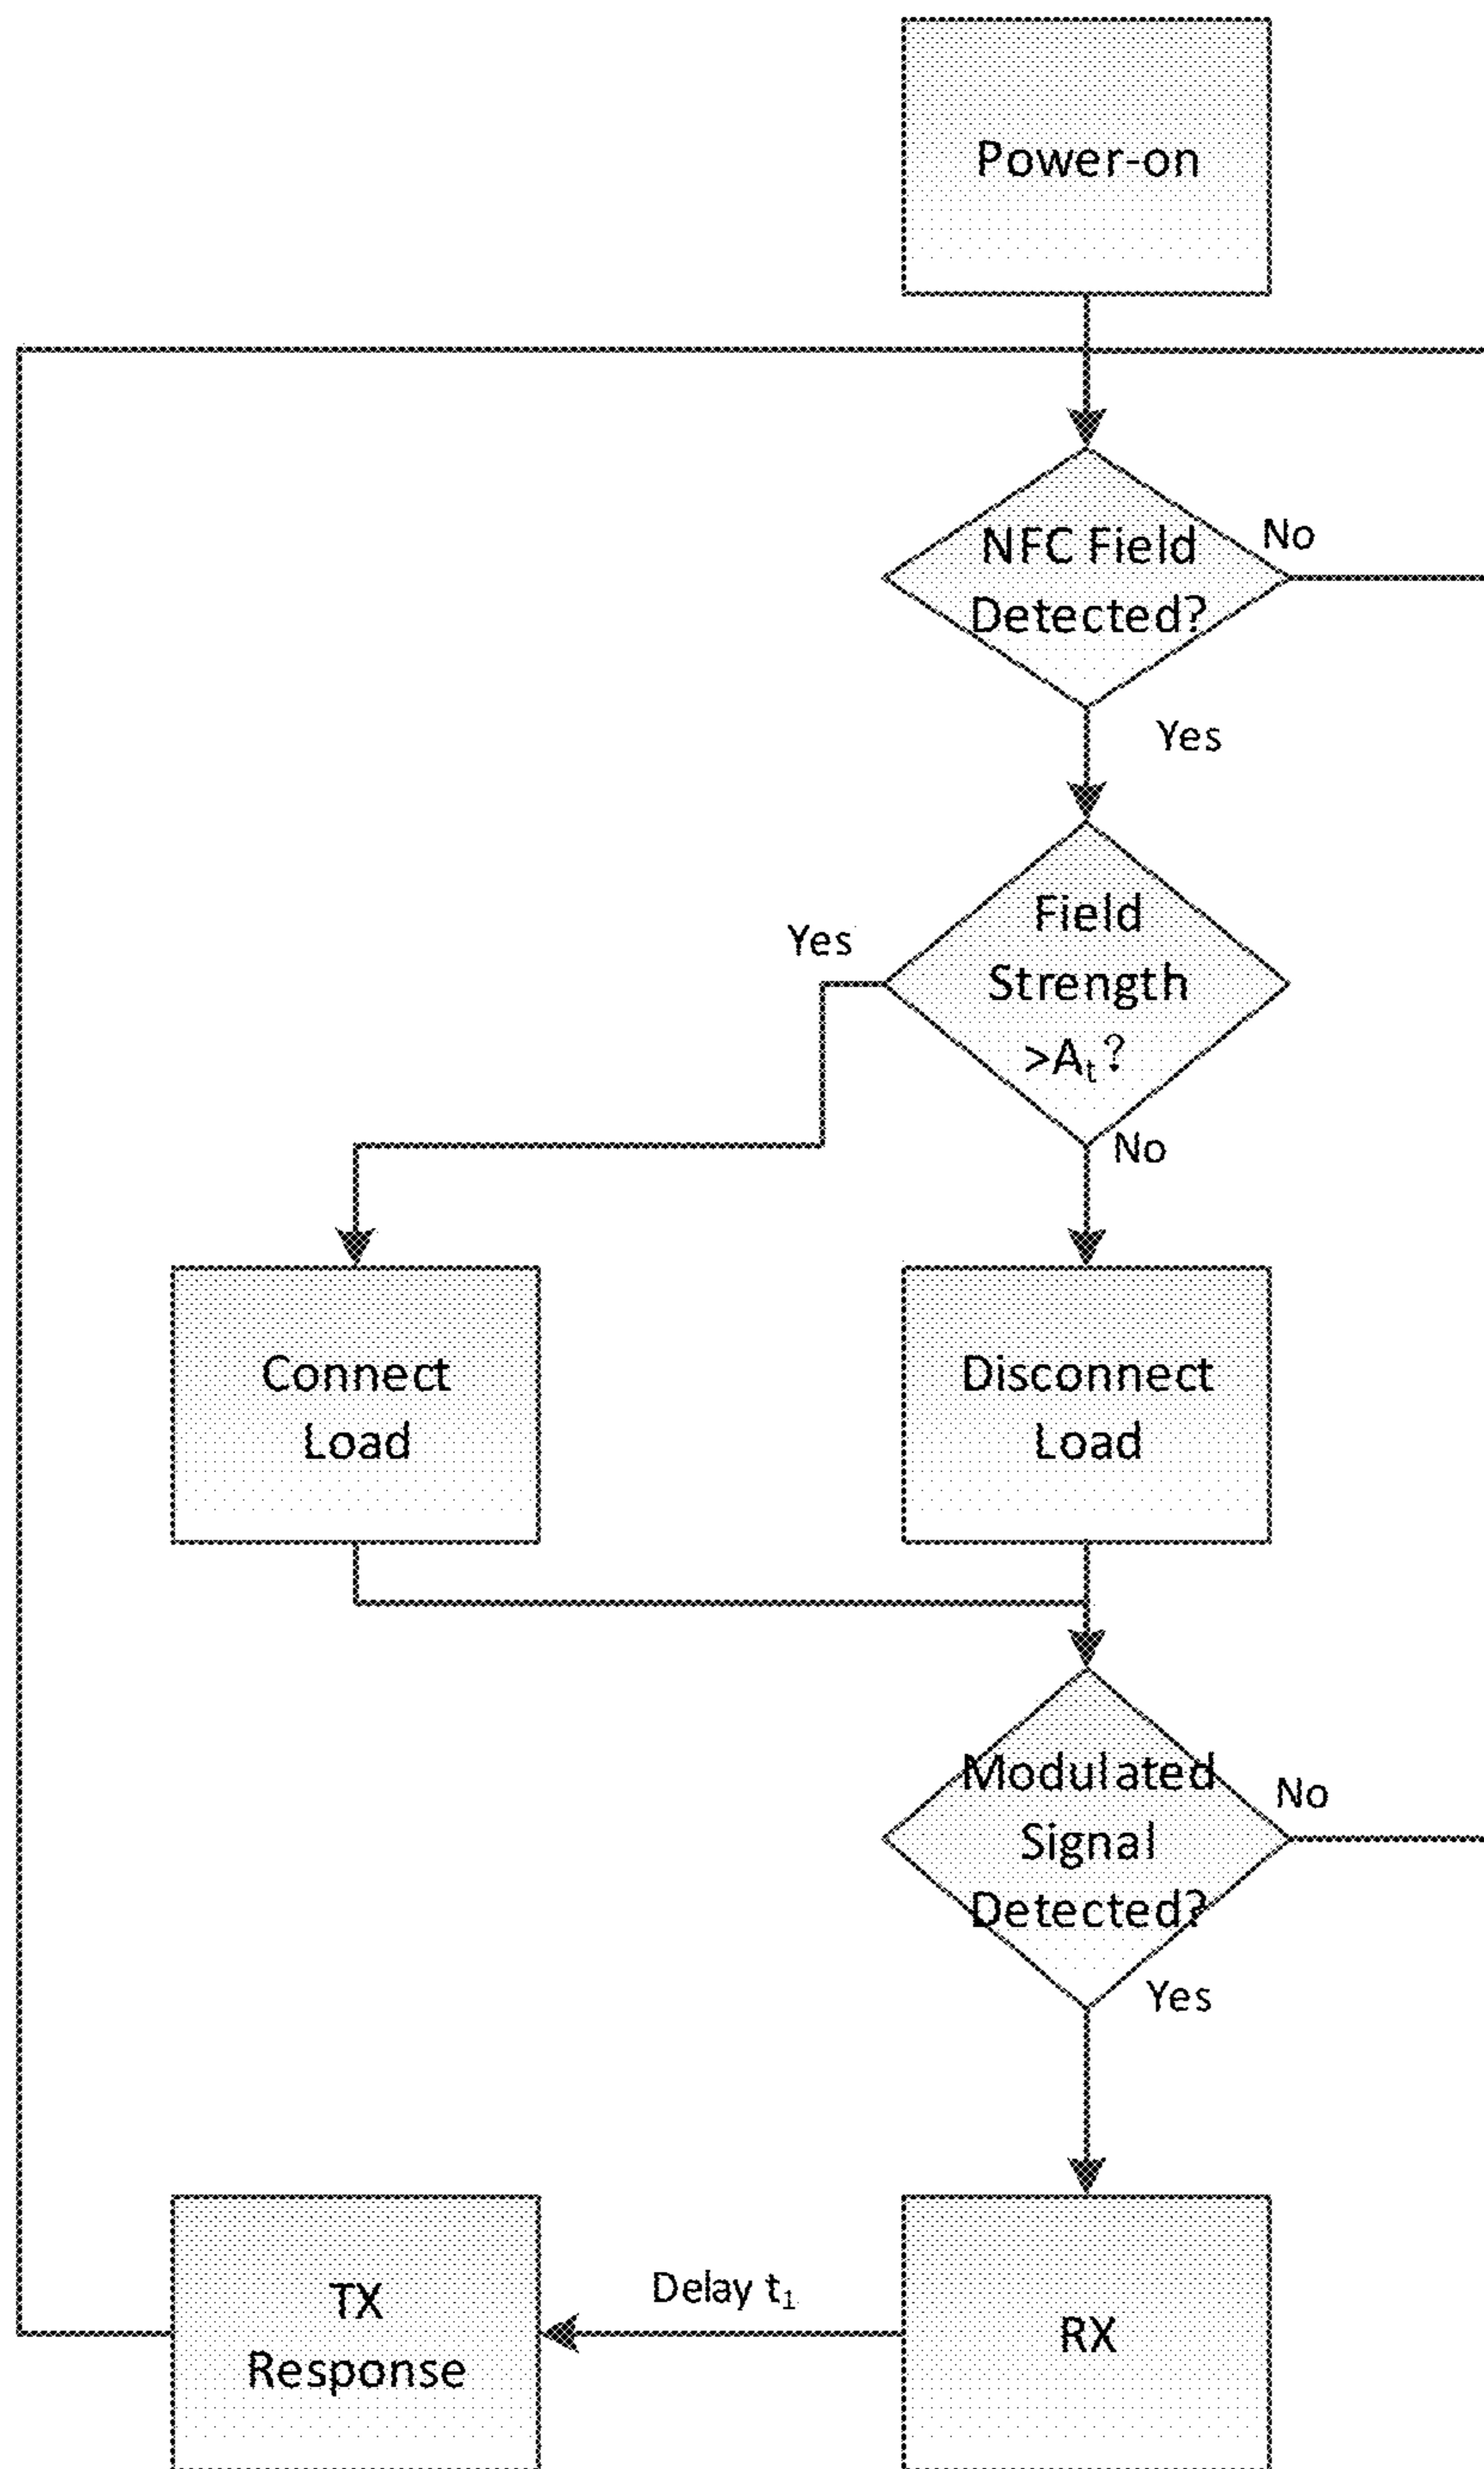 Power-on
NFC Field
Detected?
No
Yes
Field
Strength
>Aₜ?
Yes
No
Connect
Load
Disconnect
Load
Modulated
Signal
Detected?
No
Yes
TX
Response
Delay t₁
RX